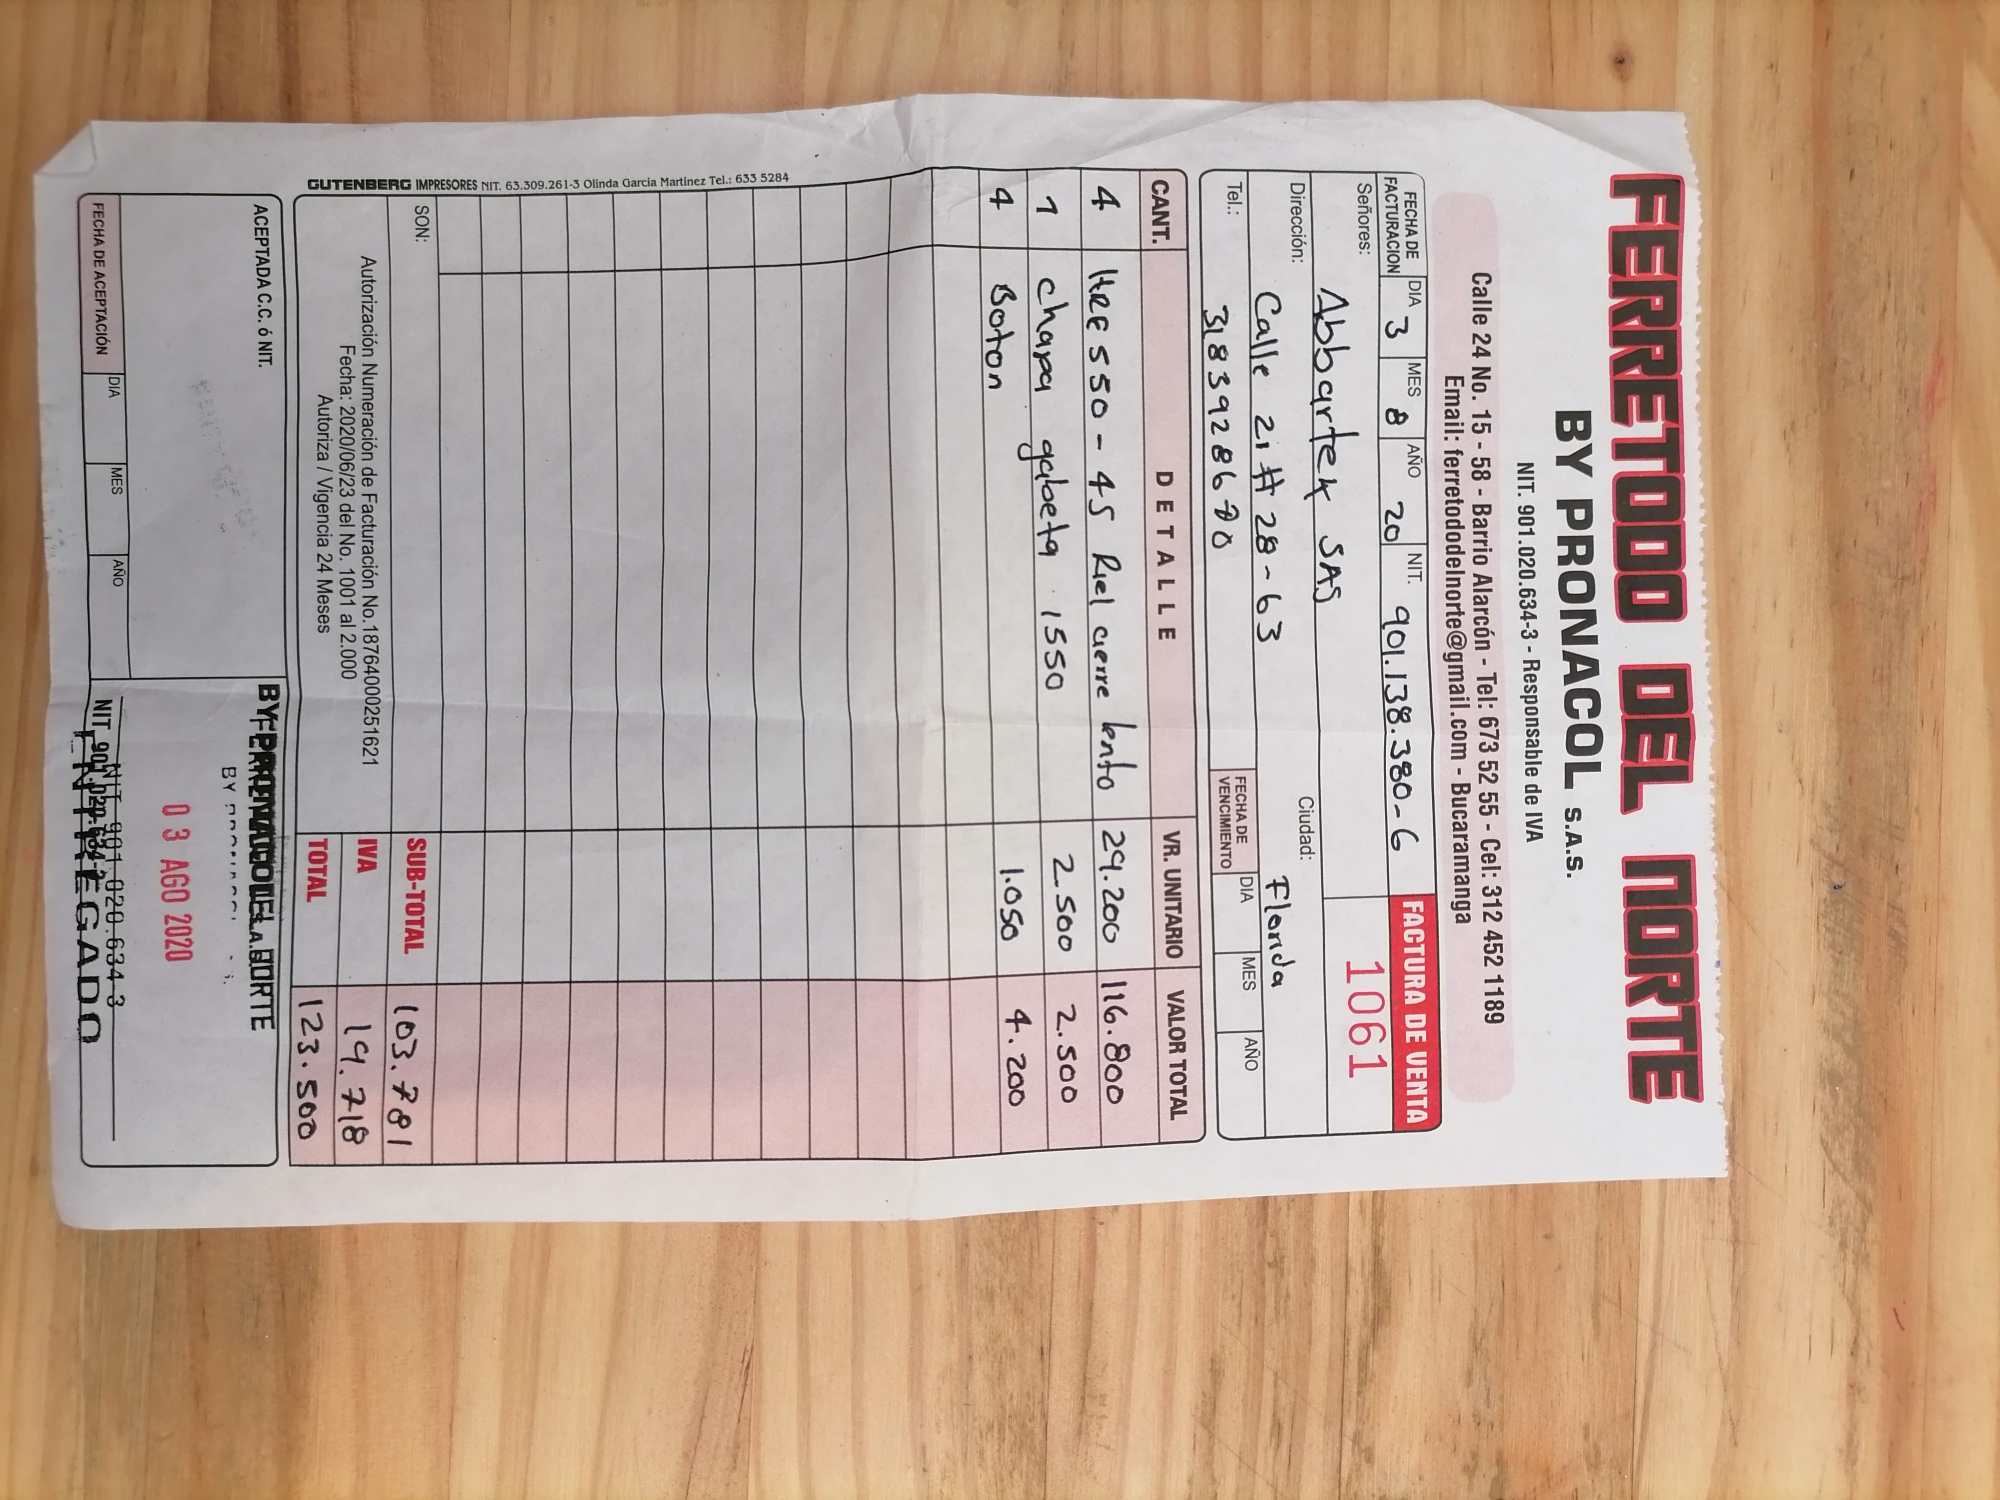 FERRETODO DEL NORTE
BY PRONACOL S.A.S.
NIT. 901.020.634-3 - Responsable de IVA
Calle 24 No. 15 - 58 - Barrio Alarcón - Tel: 673 52 55 - Cel: 312 452 1189
Email: ferretododelnorte@gmail.com - Bucaramanga
FECHA DE FACTURACION DIA 3 MES 8 AÑO 20 NIT. 901.138.380-6 FACTURA DE VENTA
1061
Señores: Abbartek SAS
Dirección: Calle 21 # 28-63 Ciudad: Florida
Tel.: 3183928670 FECHA DE VENCIMIENTO DIA MES AÑO
CANT. DETALLE VR. UNITARIO VALOR TOTAL
4 HRE550-45 Riel cierre lento 29.200 116.800
1 chapa gabeta 1550 2.500 2.500
4 Boton 1.050 4.200
SON:
SUB-TOTAL 103.781
Autorización Numeración de Facturación No.18764000251621
Fecha: 2020/06/23 del No. 1001 al 2.000
Autoriza / Vigencia 24 Meses
IVA 19.718
TOTAL 123.500
GUTENBERG IMPRESORES NIT. 63.309.261-3 Olinda García Martínez Tel.: 633 5284
ACEPTADA C.C. ó NIT.
BY PRONACOL S.A.S. NORTE
BY
03 AGO 2020
NIT 901.020.634-3
NIT. 901.020.634-3
ENTREGADO
FECHA DE ACEPTACIÓN DIA MES AÑO